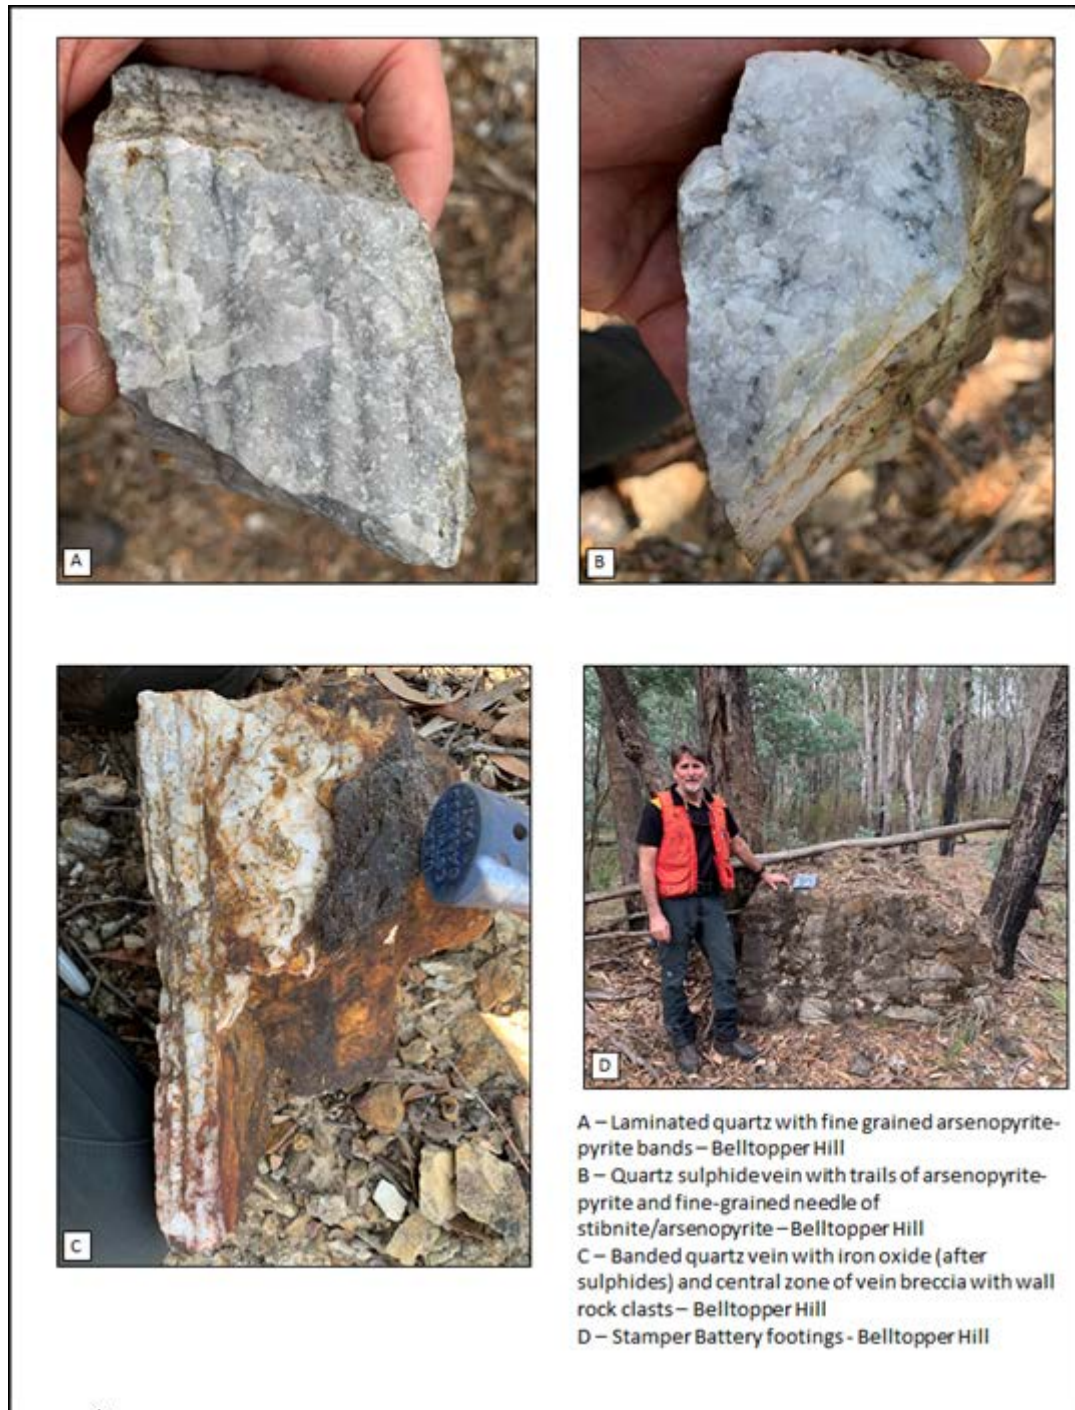 A
B
C
D
A – Laminated quartz with fine grained arsenopyrite-
pyrite bands – Belltopper Hill
B – Quartz sulphide vein with trails of arsenopyrite-
pyrite and fine-grained needle of
stibnite/arsenopyrite – Belltopper Hill
C – Banded quartz vein with iron oxide (after
sulphides) and central zone of vein breccia with wall
rock clasts – Belltopper Hill
D – Stamper Battery footings - Belltopper Hill